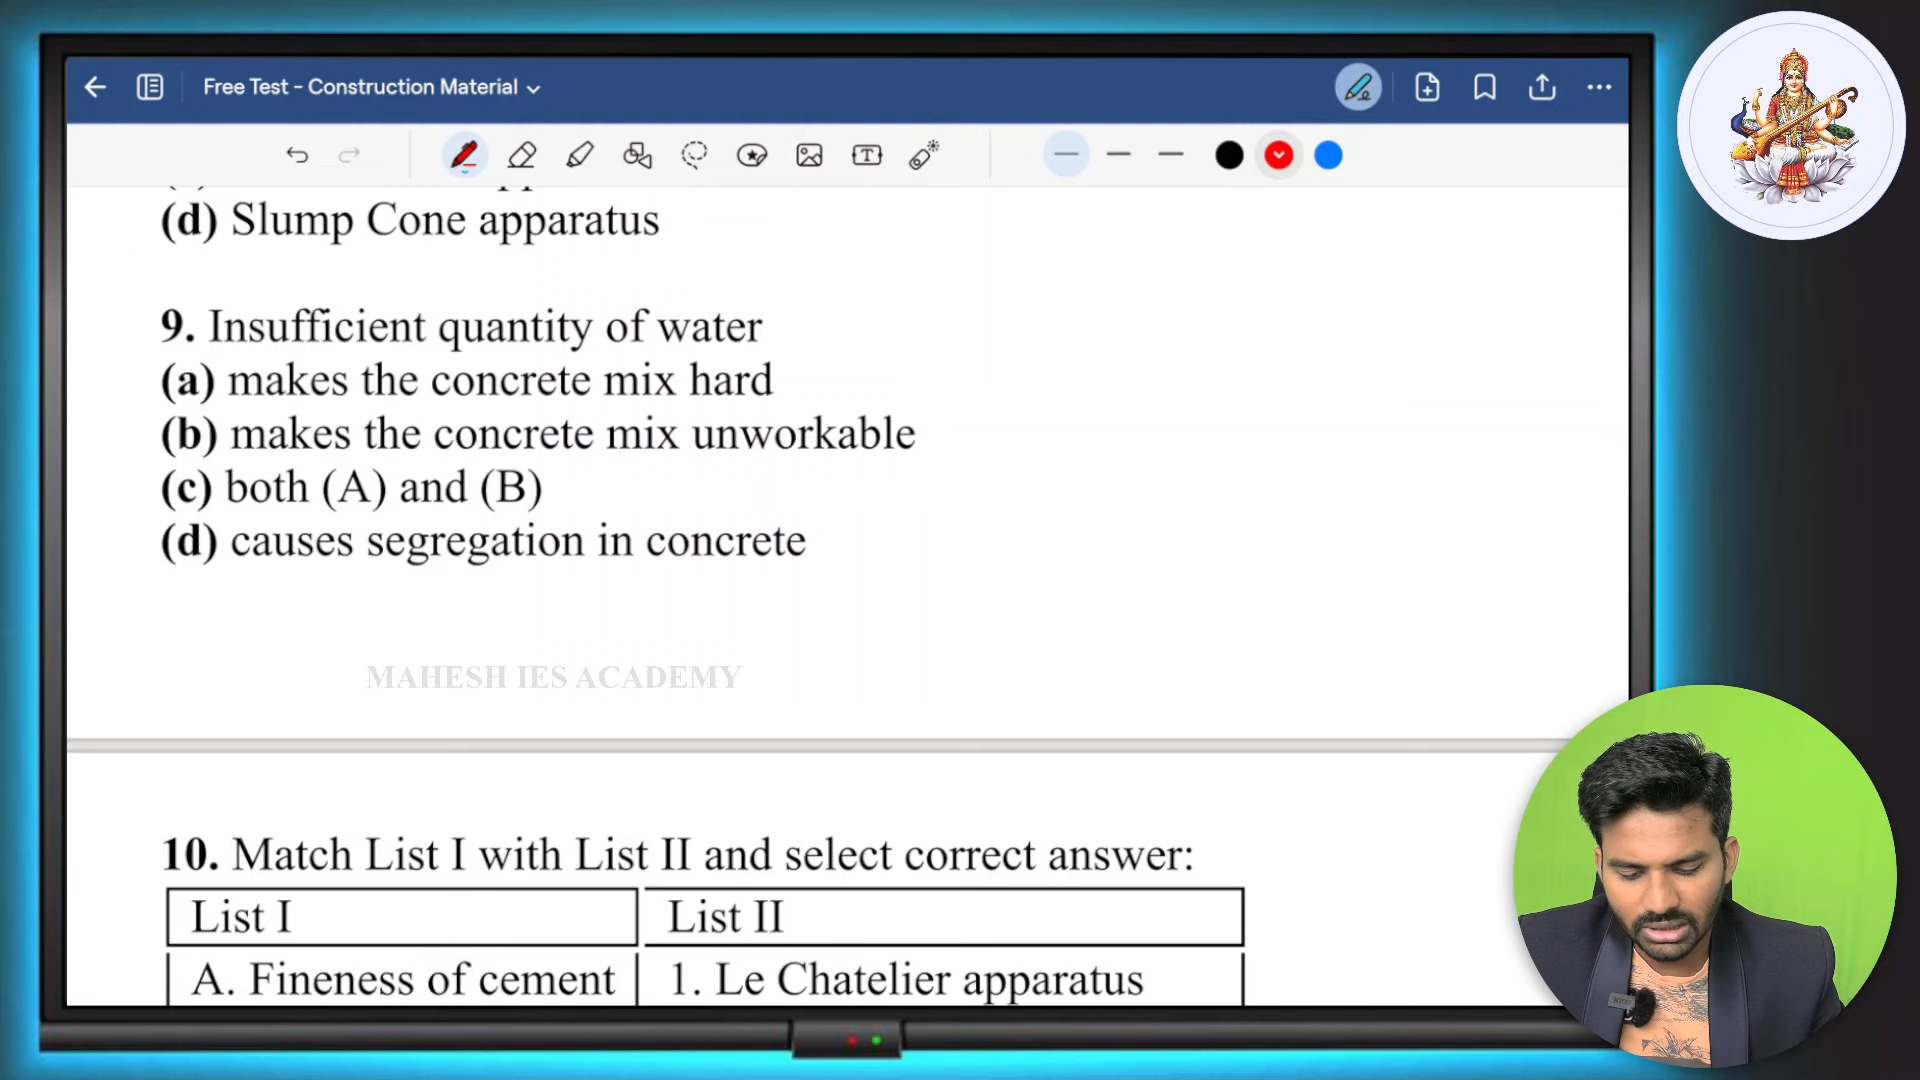 Free Test - Construction Material
(d) Slump Cone apparatus
9. Insufficient quantity of water
(a) makes the concrete mix hard
(b) makes the concrete mix unworkable
(c) both (A) and (B)
(d) causes segregation in concrete
MAHESH IES ACADEMY
10. Match List I with List II and select correct answer:
List I
List II
A. Fineness of cement
1. Le Chatelier apparatus